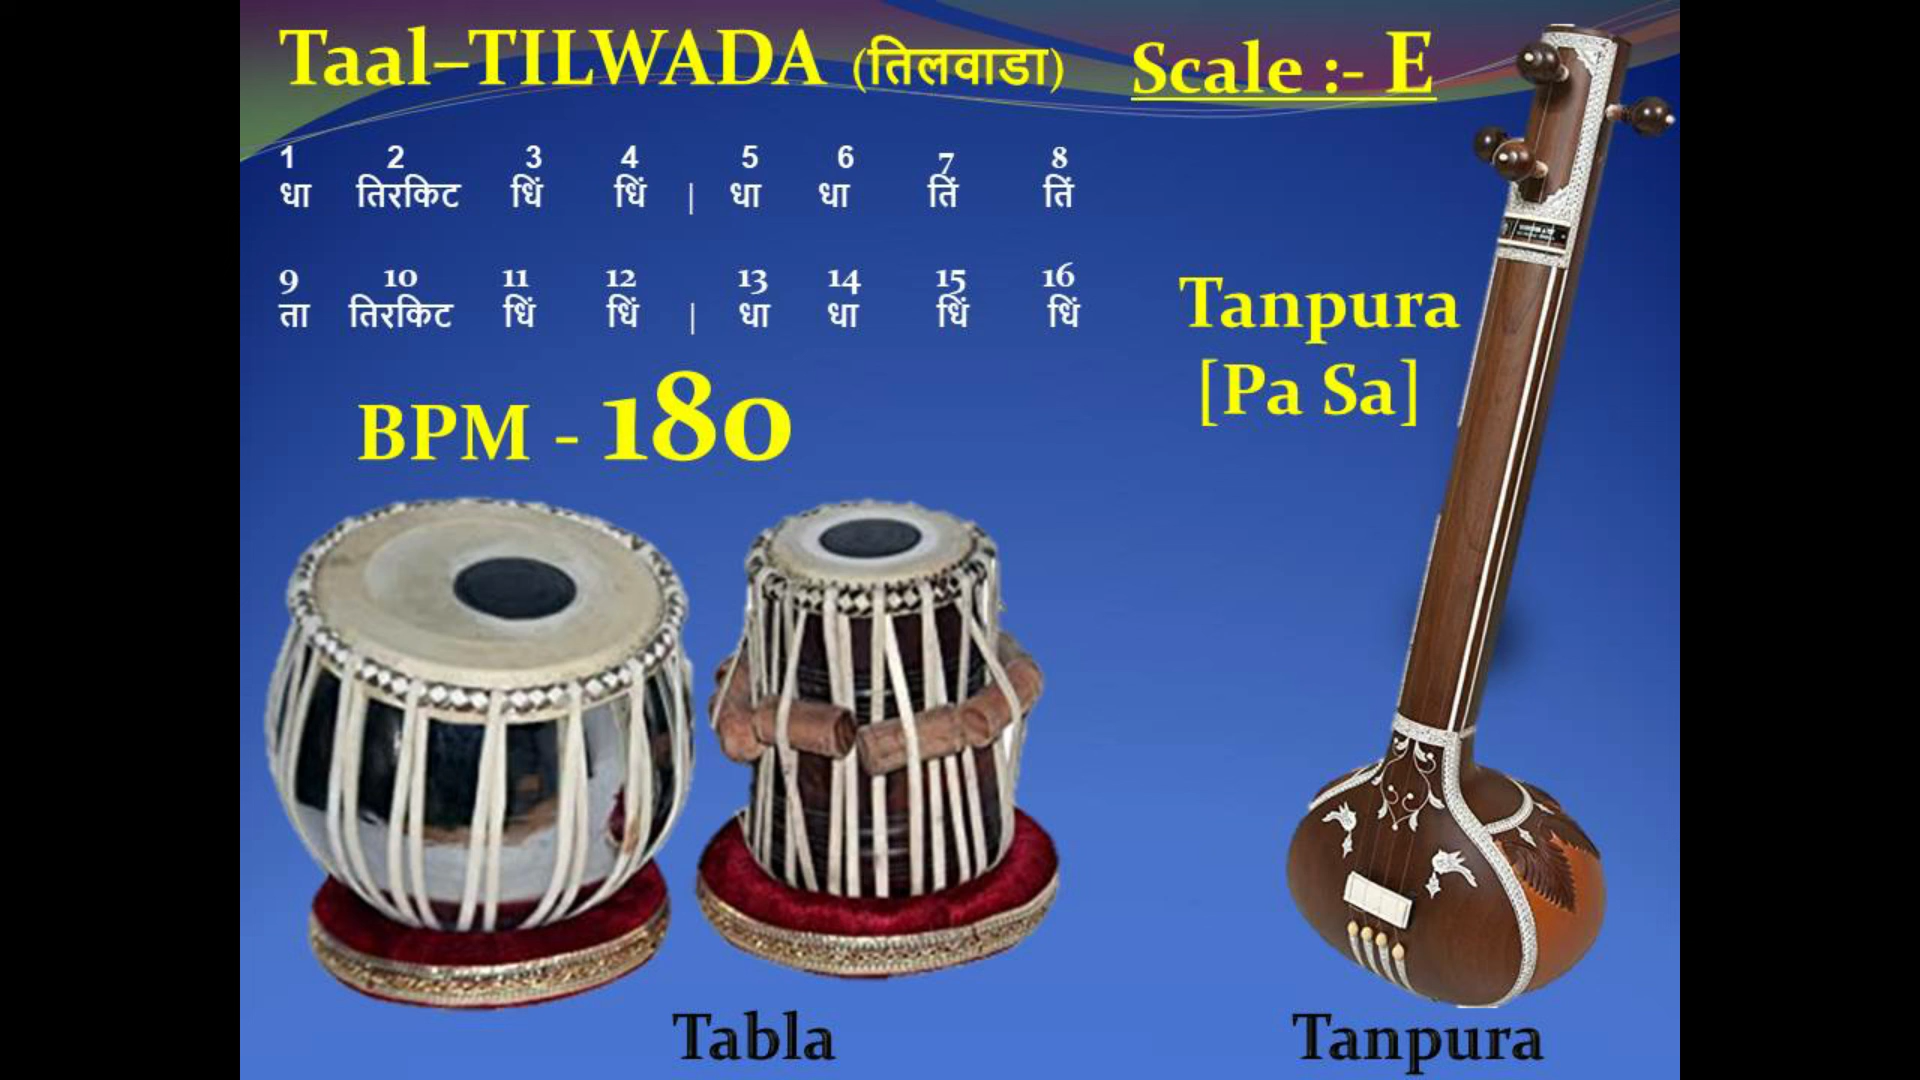 Taal–TILWADA (तिलवाडा) Scale :- E
1 2 3 4 5 6 7 8
धा तिरकिट धिं धिं | धा धा तिं तिं
9 10 11 12 13 14 15 16
ता तिरकिट धिं धिं | धा धा धिं धिं
Tanpura
[Pa Sa]
BPM - 180
Tabla Tanpura